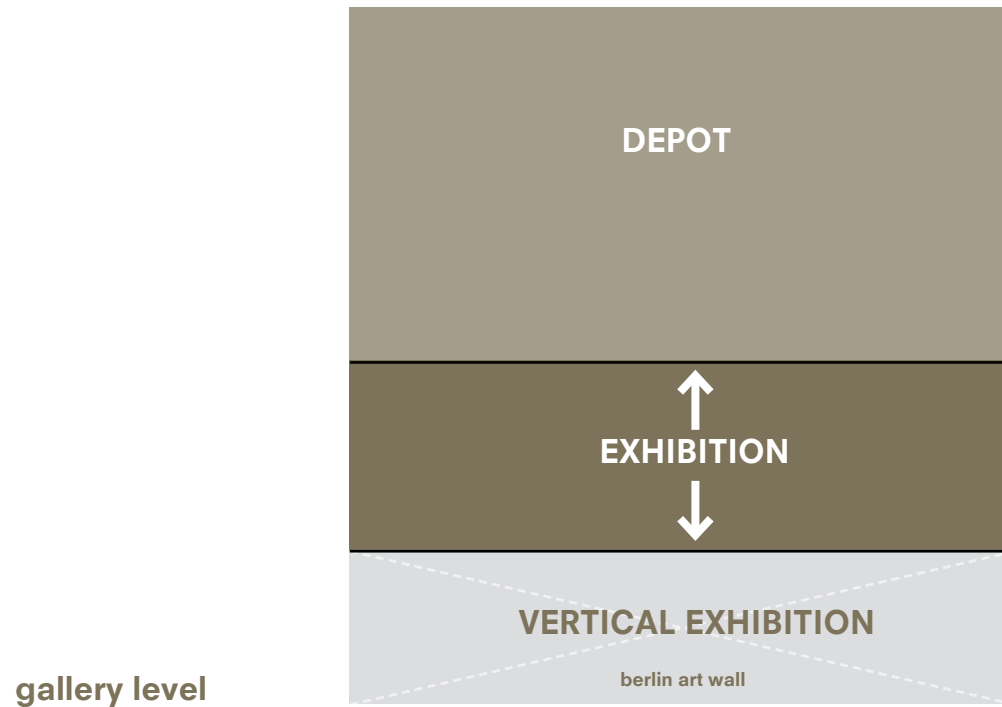 DEPOT
EXHIBITION
VERTICAL EXHIBITION
berlin art wall
gallery level